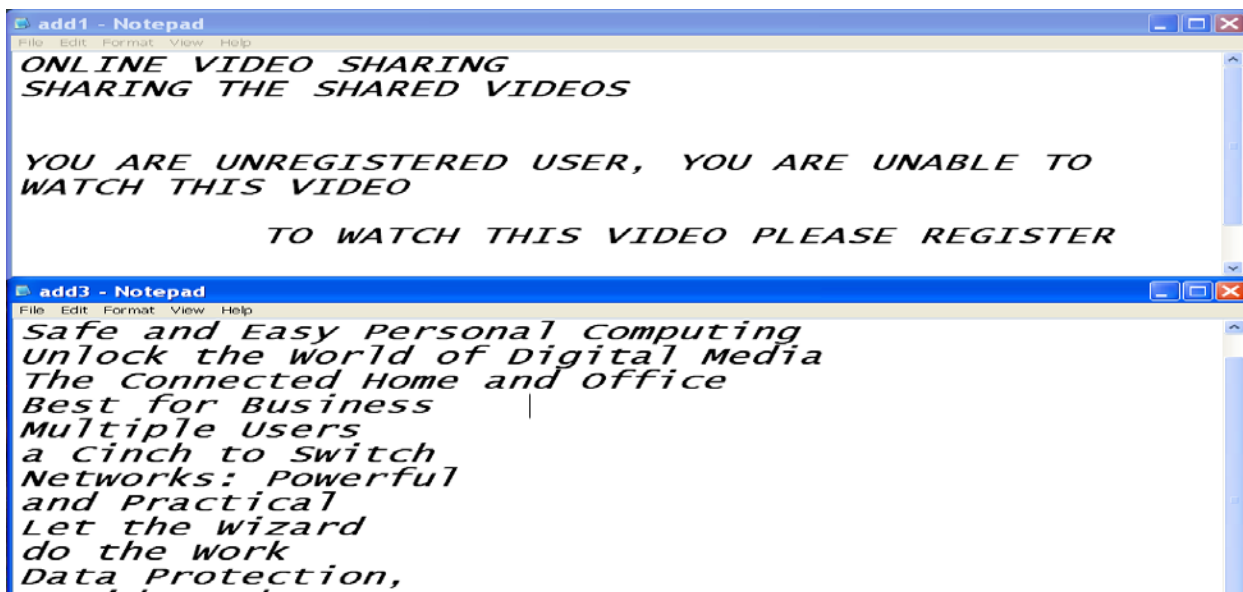 add1 - Notepad
File Edit Format View Help
ONLINE VIDEO SHARING
SHARING THE SHARED VIDEOS
YOU ARE UNREGISTERED USER, YOU ARE UNABLE TO
WATCH THIS VIDEO
TO WATCH THIS VIDEO PLEASE REGISTER
add3 - Notepad
File Edit Format View Help
Safe and Easy Personal Computing
Unlock the World of Digital Media
The Connected Home and Office
Best for Business
Multiple Users
a Cinch to Switch
Networks: Powerful
and Practical
Let the Wizard
do the Work
Data Protection,